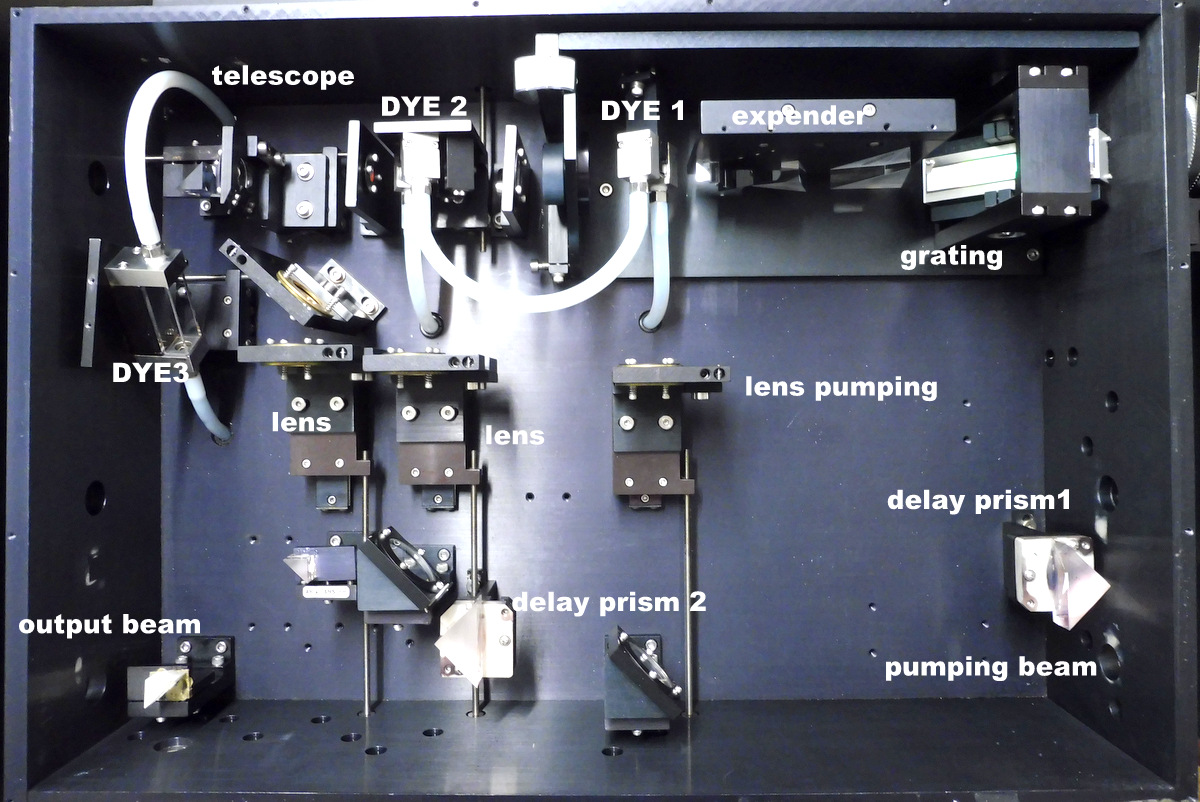 telescope
DYE 2
DYE 1
expender
grating
DYE3
lens pumping
lens
lens
delay prism1
delay prism 2
output beam
pumping beam